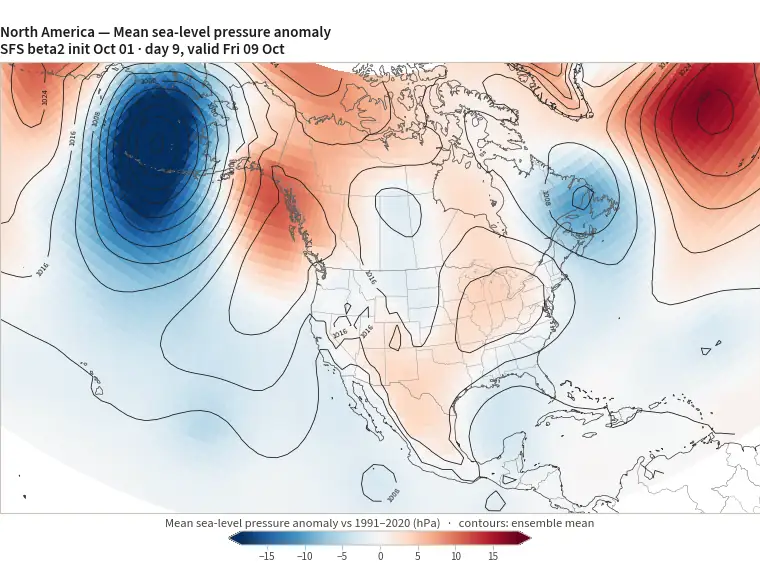 North America — Mean sea-level pressure anomaly
SFS beta2 init Oct 01 · day 9, valid Fri 09 Oct
1024
1016
1008
1016
1008
1016
1016
1016
1008
Mean sea-level pressure anomaly vs 1991–2020 (hPa) · contours: ensemble mean
−15 −10 −5 0 5 10 15